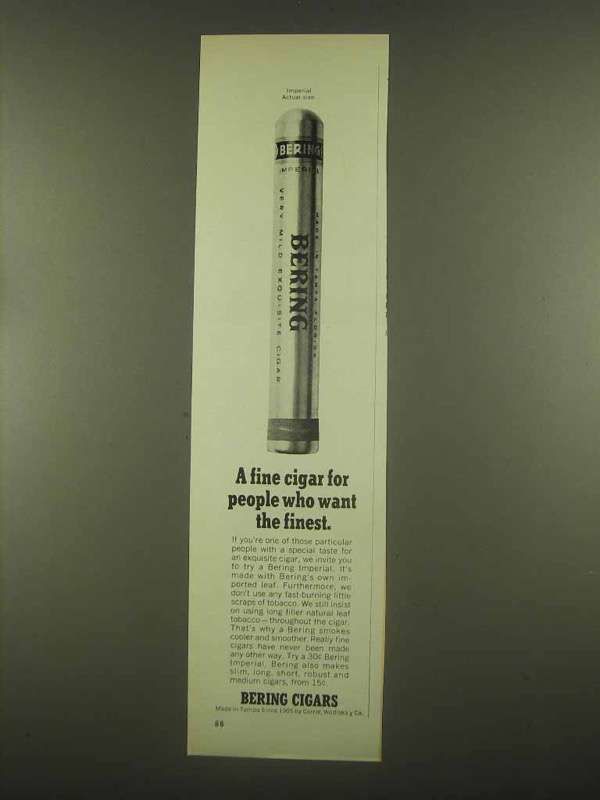 Imperial
Actual size
BERING
IMPERIAL
VERY MILD·EXQUISITE CIGAR
BERING
MADE IN TAMPA FLORIDA
A fine cigar for
people who want
the finest.
If you're one of those particular
people with a special taste for
an exquisite cigar, we invite you
to try a Bering Imperial. It's
made with Bering's own im-
ported leaf. Furthermore, we
don't use any fast-burning little
scraps of tobacco. We still insist
on using long filler natural leaf
tobacco—throughout the cigar.
That's why a Bering smokes
cooler and smoother. Really fine
cigars have never been made
any other way. Try a 30¢ Bering
Imperial. Bering also makes
slim, long, short, robust and
medium cigars, from 15¢.
BERING CIGARS
Made in Tampa Since 1905 by Corral, Wodiska y Ca.
86